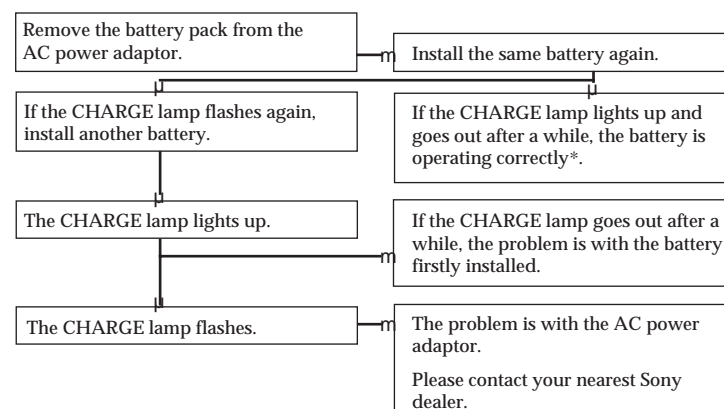 Remove the battery pack from the
AC power adaptor.
m
Install the same battery again.
µ
µ
If the CHARGE lamp flashes again,
install another battery.
If the CHARGE lamp lights up and
goes out after a while, the battery is
operating correctly*.
µ
The CHARGE lamp lights up.
If the CHARGE lamp goes out after a
while, the problem is with the battery
firstly installed.
m
µ
The CHARGE lamp flashes.
m
The problem is with the AC power
adaptor.
Please contact your nearest Sony
dealer.